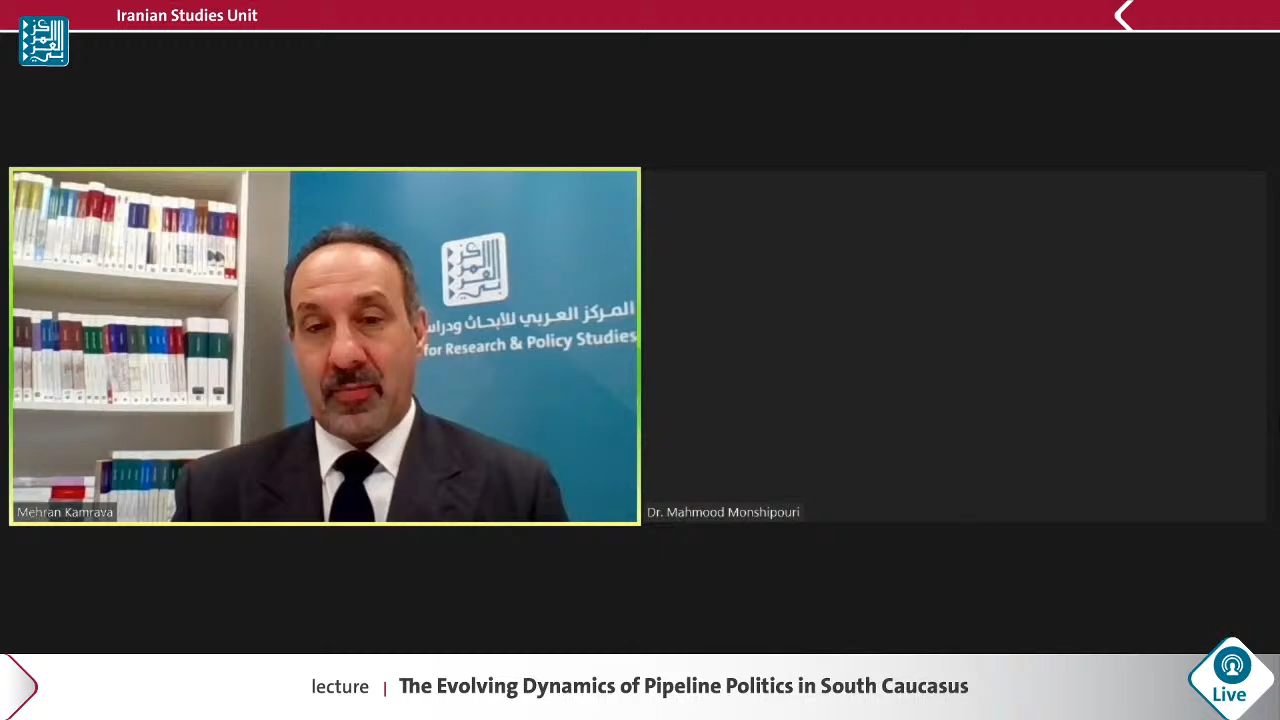 Iranian Studies Unit
المركز العربي للأبحاث ودراس
for Research & Policy Studies
Mehran Kamrava
Dr. Mahmood Monshipouri
lecture | The Evolving Dynamics of Pipeline Politics in South Caucasus
Live